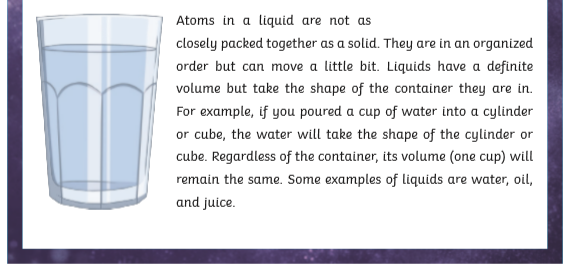 Atoms in a liquid are not as
closely packed together as a solid. They are in an organized
order but can move a little bit. Liquids have a definite
volume but take the shape of the container they are in.
For example, if you poured a cup of water into a cylinder
or cube, the water will take the shape of the cylinder or
cube. Regardless of the container, its volume (one cup) will
remain the same. Some examples of liquids are water, oil,
and juice.